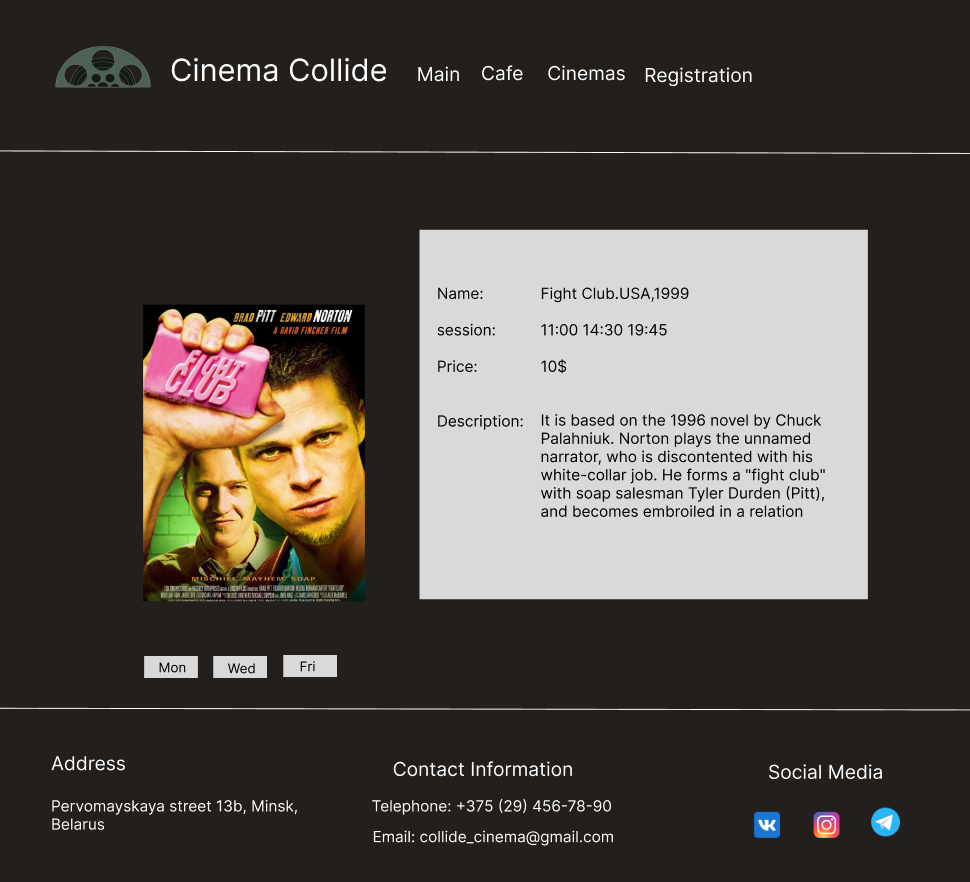 Cinema Collide Main Cafe Cinemas Registration
BRAD PITT EDWARD NORTON
A DAVID FINCHER FILM
FIGHT
CLUB
MISCHIEF. MAYHEM. SOAP.
Name: Fight Club.USA,1999
session: 11:00 14:30 19:45
Price: 10$
Description: It is based on the 1996 novel by Chuck
Palahniuk. Norton plays the unnamed
narrator, who is discontented with his
white-collar job. He forms a "fight club"
with soap salesman Tyler Durden (Pitt),
and becomes embroiled in a relation
Mon Wed Fri
Address
Pervomayskaya street 13b, Minsk,
Belarus
Contact Information
Telephone: +375 (29) 456-78-90
Email: collide_cinema@gmail.com
Social Media